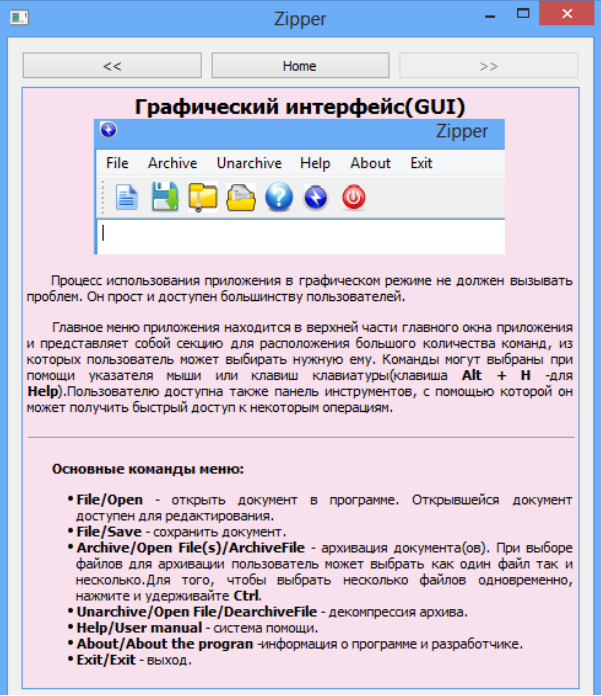 Zipper
<< Home >>
Графический интерфейс(GUI)
Zipper
File Archive Unarchive Help About Exit
Процесс использования приложения в графическом режиме не должен вызывать
проблем. Он прост и доступен большинству пользователей.
Главное меню приложения находится в верхней части главного окна приложения
и представляет собой секцию для расположения большого количества команд, из
которых пользователь может выбирать нужную ему. Команды могут выбраны при
помощи указателя мыши или клавиш клавиатуры(клавиша Alt + H -для
Help).Пользователю доступна также панель инструментов, с помощью которой он
может получить быстрый доступ к некоторым операциям.
Основные команды меню:
• File/Open - открыть документ в программе. Открывшейся документ
доступен для редактирования.
• File/Save - сохранить документ.
• Archive/Open File(s)/ArchiveFile - архивация документа(ов). При выборе
файлов для архивации пользователь может выбрать как один файл так и
несколько.Для того, чтобы выбрать несколько файлов одновременно,
нажмите и удерживайте Ctrl.
• Unarchive/Open File/DearchiveFile - декомпрессия архива.
• Help/User manual - система помощи.
• About/About the progran -информация о программе и разработчике.
• Exit/Exit - выход.